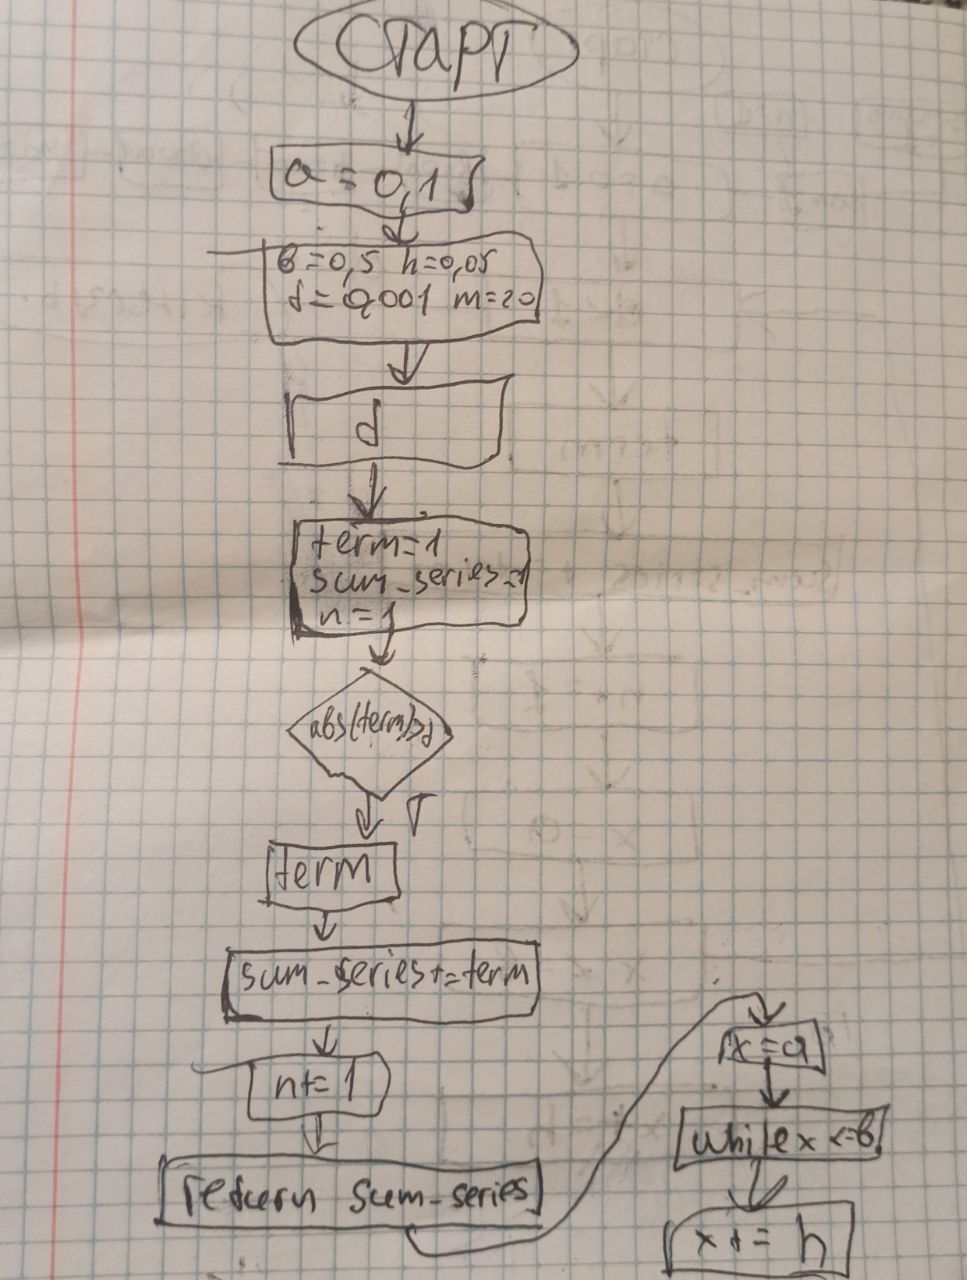 СТАРТ
a = 0,1
в=0,5 h=0,05
d=0,001 m=20
d
term=1
sum_series=1
n=1
abs(term)>d
T
term
sum_series+=term
n+=1
return sum_series
x=a
while x<=в
x+=h